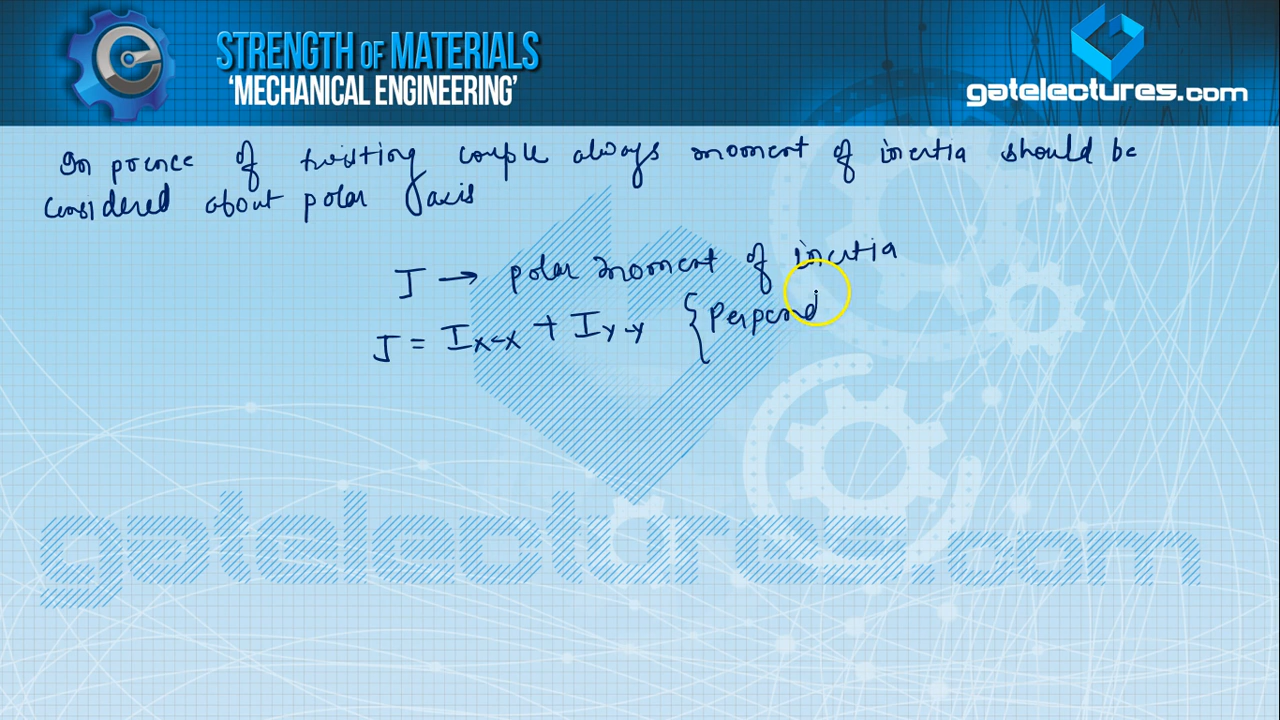 STRENGTH OF MATERIALS
'MECHANICAL ENGINEERING'
gatelectures.com
In prcence of twisting couple always moment of inertia should be
considered about polar axis
J → polar moment of inertia
J = Ix-x + Iy-y { Perpend
gatelectures.com